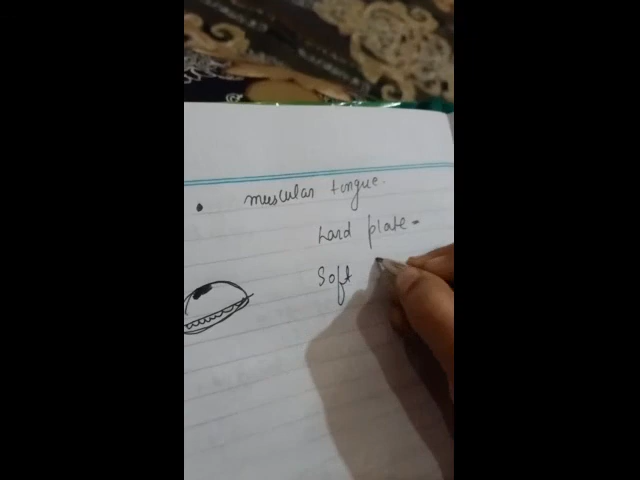 • muscular tongue.
Hard plate -
Soft